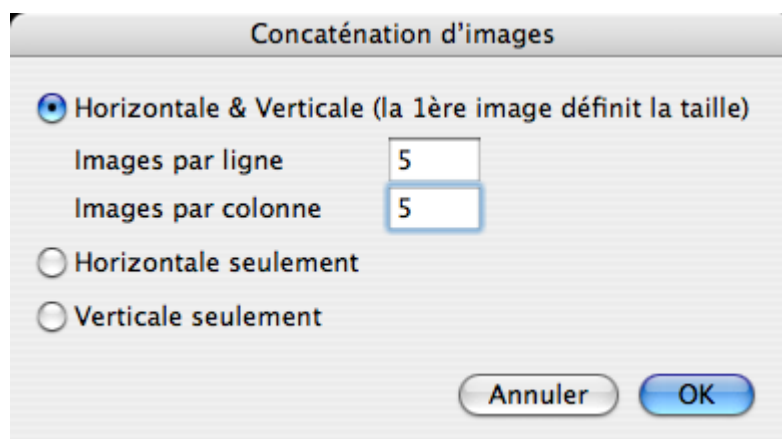 Concaténation d'images
Horizontale & Verticale (la 1ère image définit la taille)
Images par ligne 5
Images par colonne 5
Horizontale seulement
Verticale seulement
Annuler OK